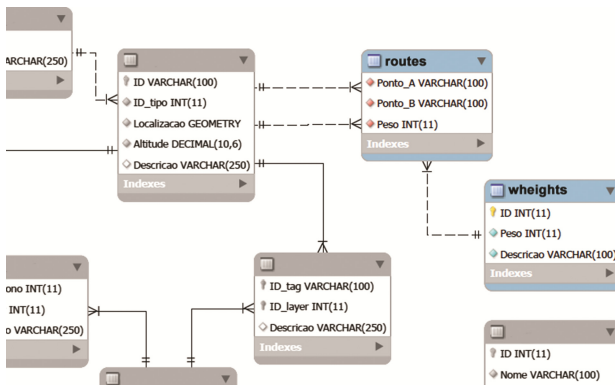 ARCHAR(250)
ID VARCHAR(100)
ID_tipo INT(11)
Localizacao GEOMETRY
Altitude DECIMAL(10,6)
Descricao VARCHAR(250)
Indexes
routes
Ponto_A VARCHAR(100)
Ponto_B VARCHAR(100)
Peso INT(11)
Indexes
wheights
ID INT(11)
Peso INT(11)
Descricao VARCHAR(100)
Indexes
ono INT(11)
INT(11)
o VARCHAR(250)
ID_tag VARCHAR(100)
ID_layer INT(11)
Descricao VARCHAR(250)
Indexes
ID INT(11)
Nome VARCHAR(100)